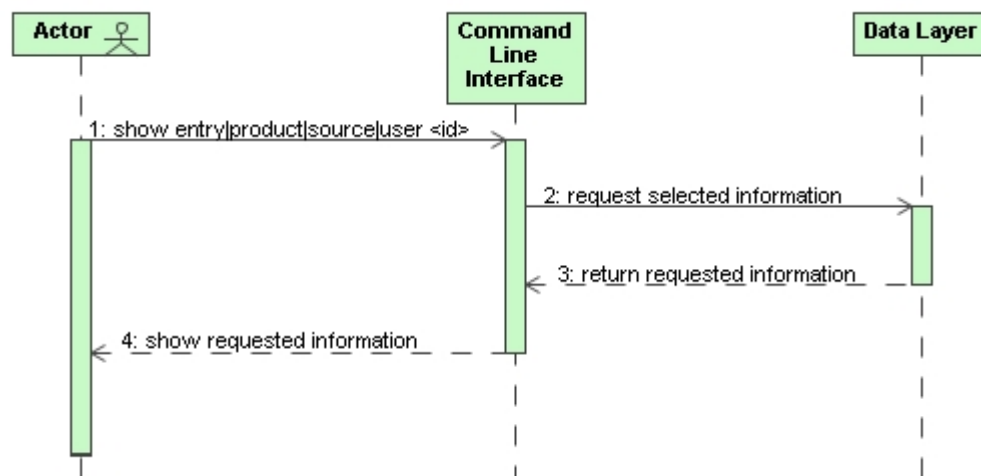 Actor
Command
Line
Interface
Data Layer
1: show entry|product|source|user <id>
2: request selected information
3: return requested information
4: show requested information